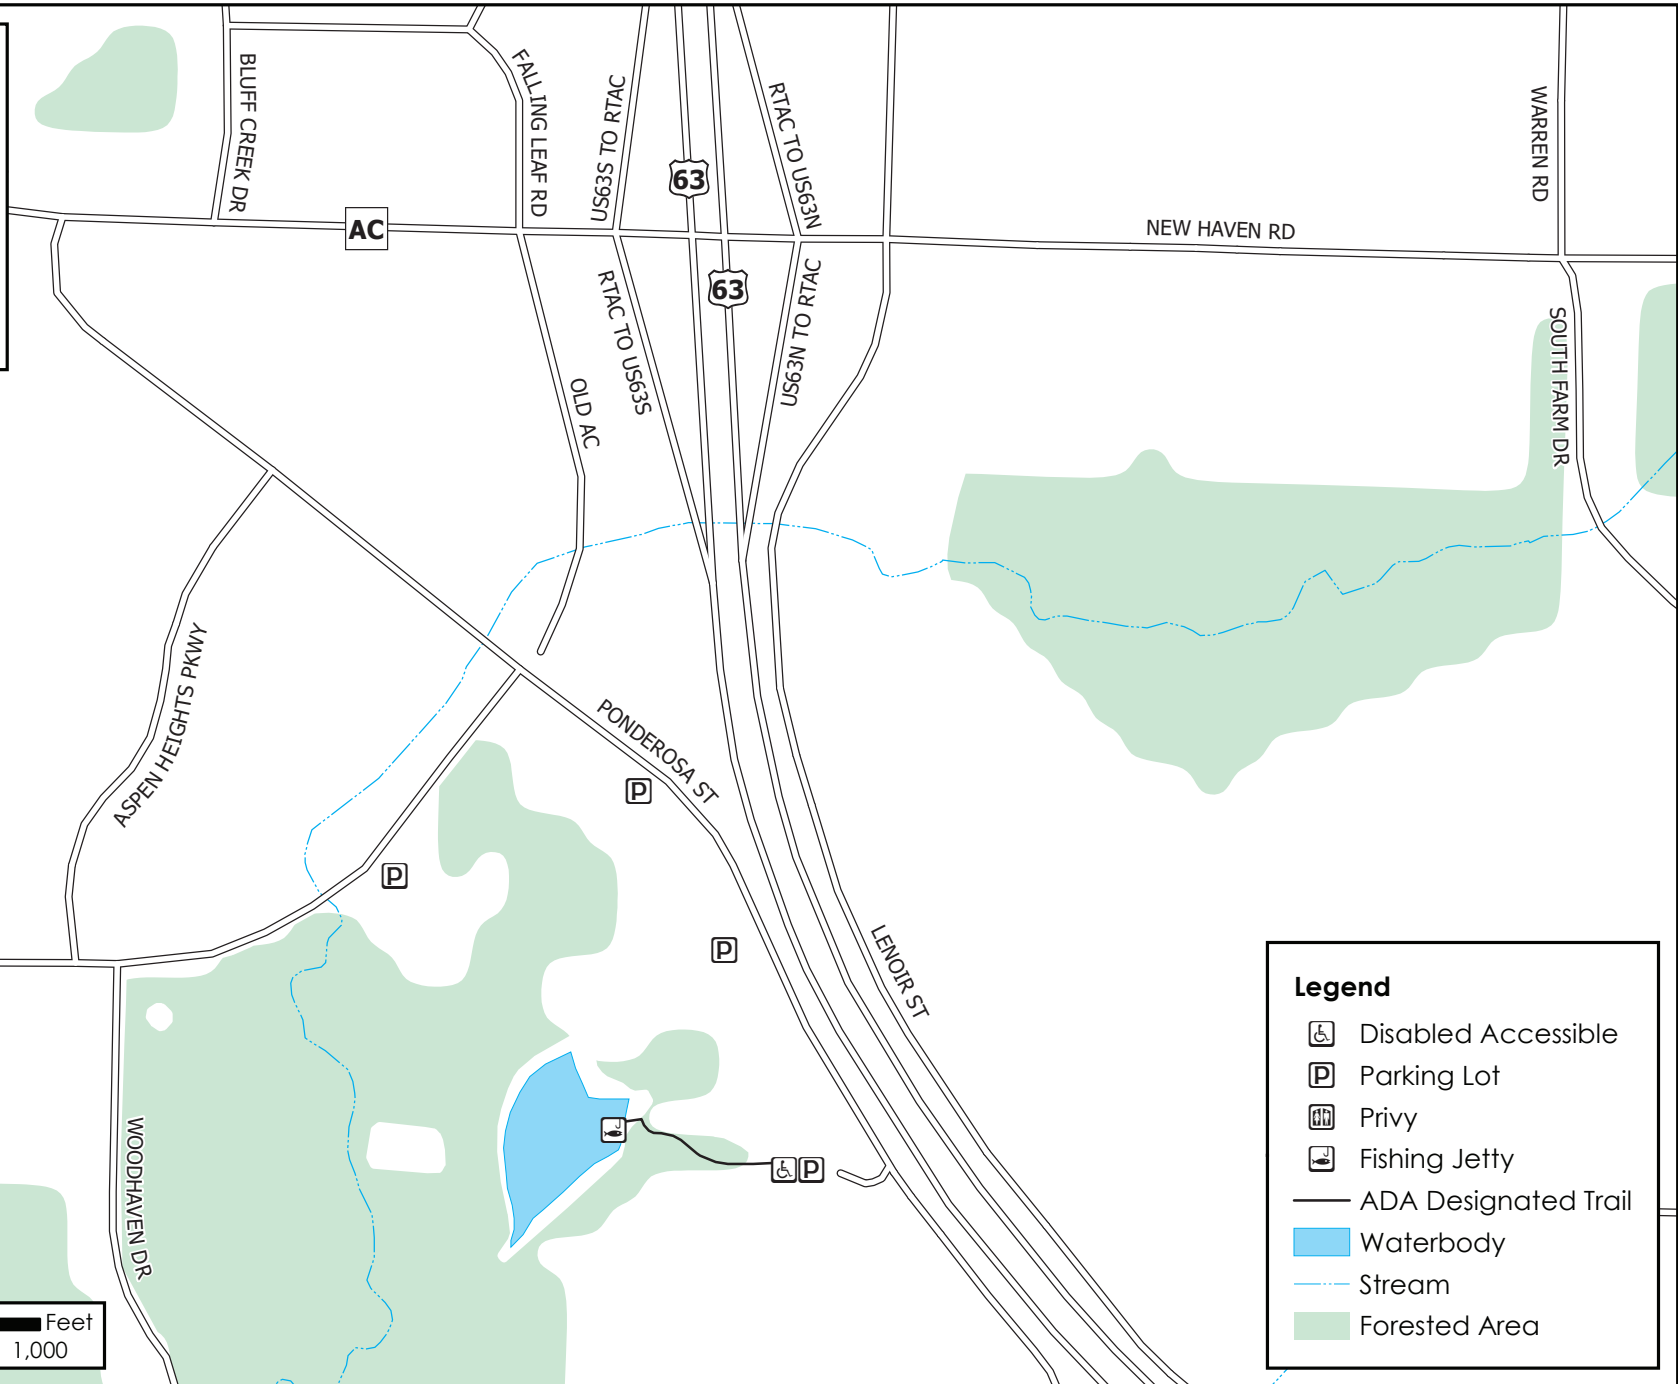 BLUFF CREEK DR
FALLING LEAF RD
US63S TO RTAC
RTAC TO US63N
WARREN RD
63
AC
NEW HAVEN RD
63
RTAC TO US63S
US63N TO RTAC
SOUTH FARM DR
OLD AC
ASPEN HEIGHTS PKWY
PONDEROSA ST
P
P
P
LENOIR ST
P
WOODHAVEN DR
Feet
1,000
Legend
Disabled Accessible
P Parking Lot
Privy
Fishing Jetty
ADA Designated Trail
Waterbody
Stream
Forested Area